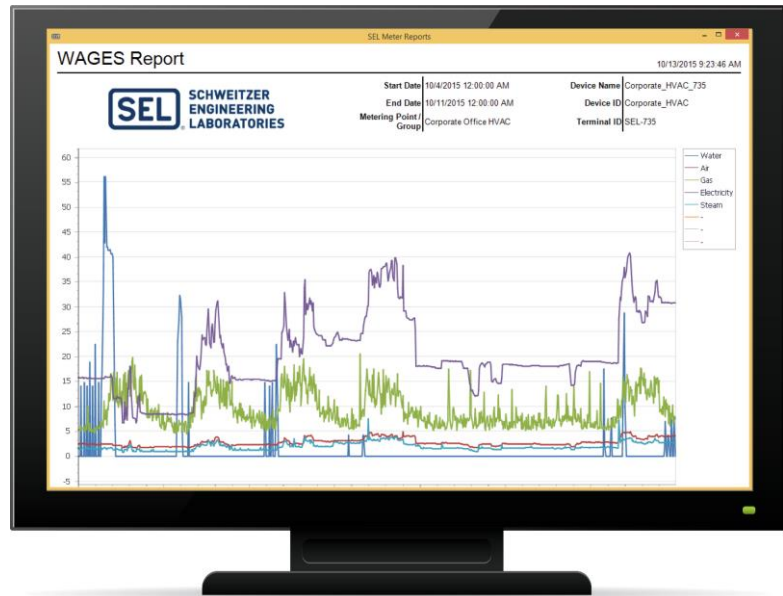 SEL Meter Reports
WAGES Report
10/13/2015 9:23:46 AM
SEL
SCHWEITZER
ENGINEERING
LABORATORIES
Start Date 10/4/2015 12:00:00 AM
End Date 10/11/2015 12:00:00 AM
Metering Point / Group Corporate Office HVAC
Device Name Corporate_HVAC_735
Device ID Corporate_HVAC
Terminal ID SEL-735
60
55
50
45
40
35
30
25
20
15
10
5
0
-5
Water
Air
Gas
Electricity
Steam
-
-
-